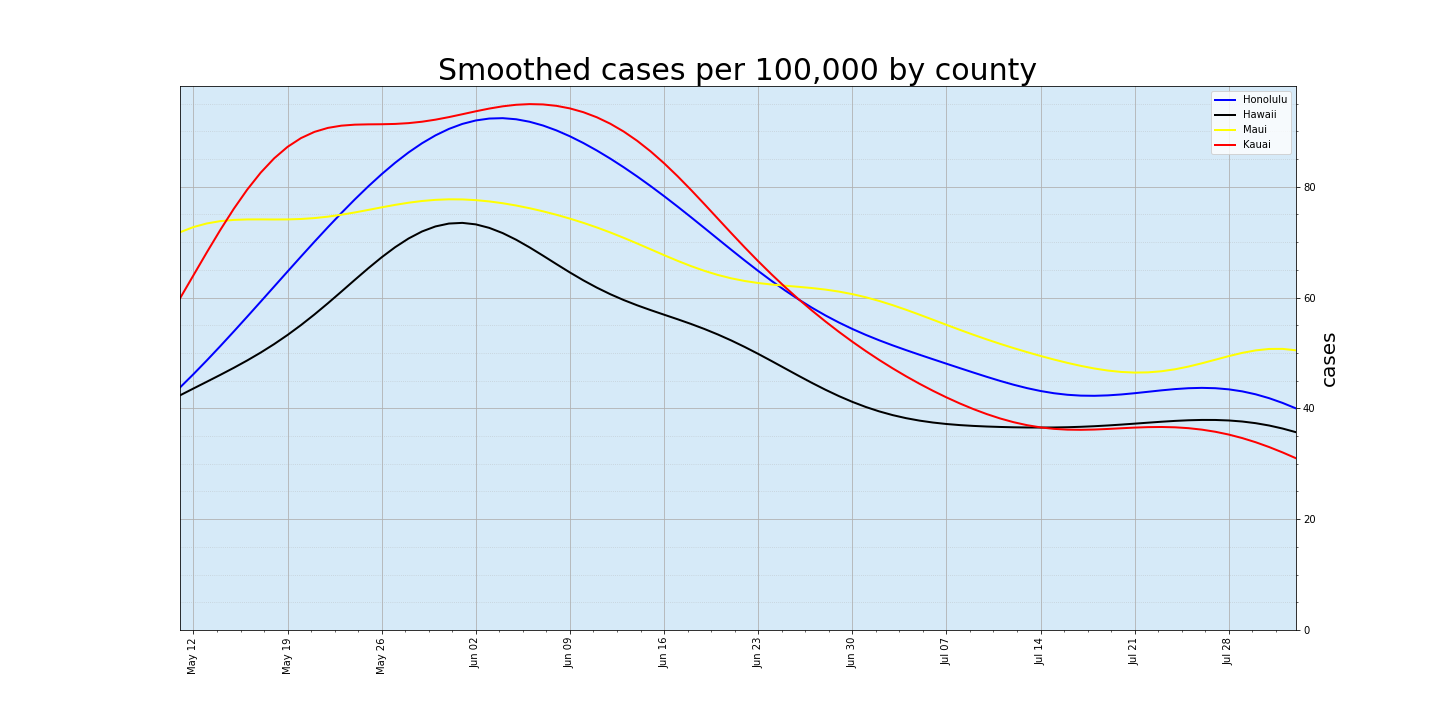 Smoothed cases per 100,000 by county
Honolulu
Hawaii
Maui
Kauai
80
60
40
20
0
cases
May 12
May 19
May 26
Jun 02
Jun 09
Jun 16
Jun 23
Jun 30
Jul 07
Jul 14
Jul 21
Jul 28